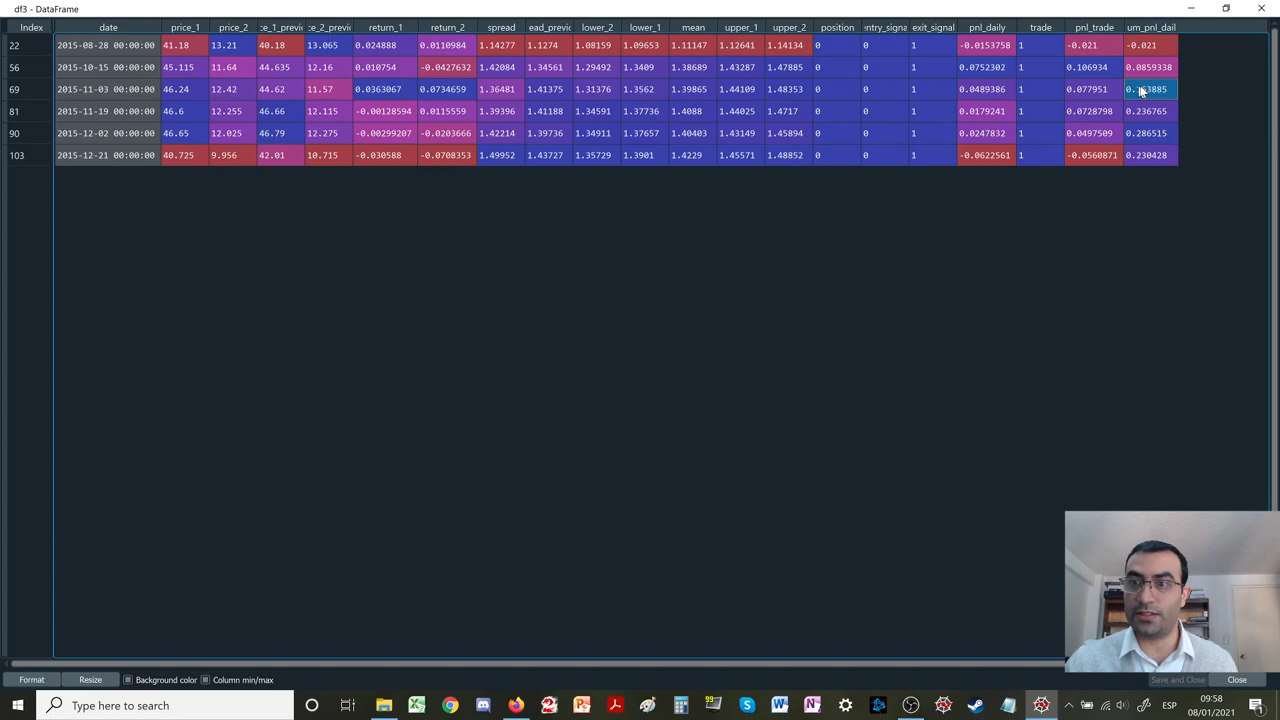 df3 - DataFrame
Index date price_1 price_2 ce_1_previo ce_2_previo return_1 return_2 spread ead_previo lower_2 lower_1 mean upper_1 upper_2 position entry_signa exit_signal pnl_daily trade pnl_trade um_pnl_dail
22 2015-08-28 00:00:00 41.18 13.21 40.18 13.065 0.024888 0.0110984 1.14277 1.1274 1.08159 1.09653 1.11147 1.12641 1.14134 0 0 1 -0.0153758 1 -0.021 -0.021
56 2015-10-15 00:00:00 45.115 11.64 44.635 12.16 0.010754 -0.0427632 1.42084 1.34561 1.29492 1.3409 1.38689 1.43287 1.47885 0 0 1 0.0752302 1 0.106934 0.0859338
69 2015-11-03 00:00:00 46.24 12.42 44.62 11.57 0.0363067 0.0734659 1.36481 1.41375 1.31376 1.3562 1.39865 1.44109 1.48353 0 0 1 0.0489386 1 0.077951
81 2015-11-19 00:00:00 46.6 12.255 46.66 12.115 -0.00128594 0.0115559 1.39396 1.41188 1.34591 1.37736 1.4088 1.44025 1.4717 0 0 1 0.0179241 1 0.0728798 0.236765
90 2015-12-02 00:00:00 46.65 12.025 46.79 12.275 -0.00299207 -0.0203666 1.42214 1.39736 1.34911 1.37657 1.40403 1.43149 1.45894 0 0 1 0.0247832 1 0.0497509 0.286515
103 2015-12-21 00:00:00 40.725 9.956 42.01 10.715 -0.030588 -0.0708353 1.49952 1.43727 1.35729 1.3901 1.4229 1.45571 1.48852 0 0 1 -0.0622561 1 -0.0560871 0.230428
Format Resize Background color Column min/max Save and Close Close
Type here to search
99+
ESP
09:58
08/01/2021